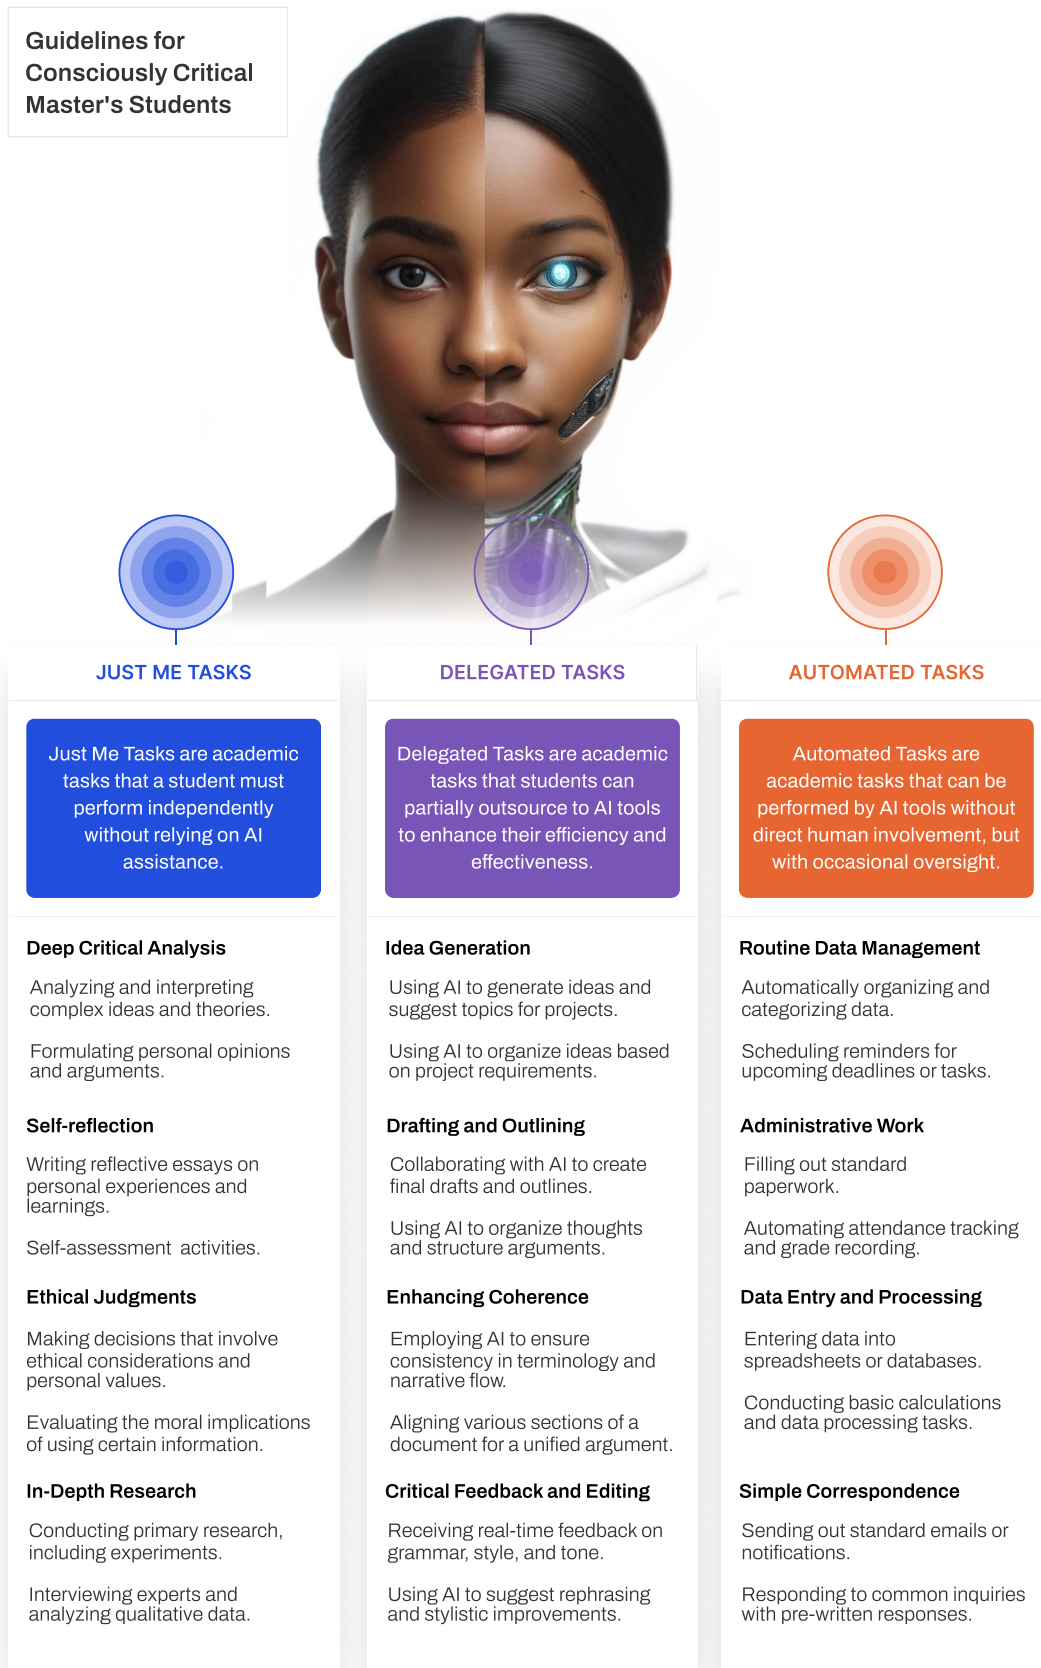 Guidelines for
Consciously Critical
Master's Students
JUST ME TASKS
Just Me Tasks are academic
tasks that a student must
perform independently
without relying on AI
assistance.
Deep Critical Analysis
Analyzing and interpreting
complex ideas and theories.
Formulating personal opinions
and arguments.
Self-reflection
Writing reflective essays on
personal experiences and
learnings.
Self-assessment activities.
Ethical Judgments
Making decisions that involve
ethical considerations and
personal values.
Evaluating the moral implications
of using certain information.
In-Depth Research
Conducting primary research,
including experiments.
Interviewing experts and
analyzing qualitative data.
DELEGATED TASKS
Delegated Tasks are academic
tasks that students can
partially outsource to AI tools
to enhance their efficiency and
effectiveness.
Idea Generation
Using AI to generate ideas and
suggest topics for projects.
Using AI to organize ideas based
on project requirements.
Drafting and Outlining
Collaborating with AI to create
final drafts and outlines.
Using AI to organize thoughts
and structure arguments.
Enhancing Coherence
Employing AI to ensure
consistency in terminology and
narrative flow.
Aligning various sections of a
document for a unified argument.
Critical Feedback and Editing
Receiving real-time feedback on
grammar, style, and tone.
Using AI to suggest rephrasing
and stylistic improvements.
AUTOMATED TASKS
Automated Tasks are
academic tasks that can be
performed by AI tools without
direct human involvement, but
with occasional oversight.
Routine Data Management
Automatically organizing and
categorizing data.
Scheduling reminders for
upcoming deadlines or tasks.
Administrative Work
Filling out standard
paperwork.
Automating attendance tracking
and grade recording.
Data Entry and Processing
Entering data into
spreadsheets or databases.
Conducting basic calculations
and data processing tasks.
Simple Correspondence
Sending out standard emails or
notifications.
Responding to common inquiries
with pre-written responses.